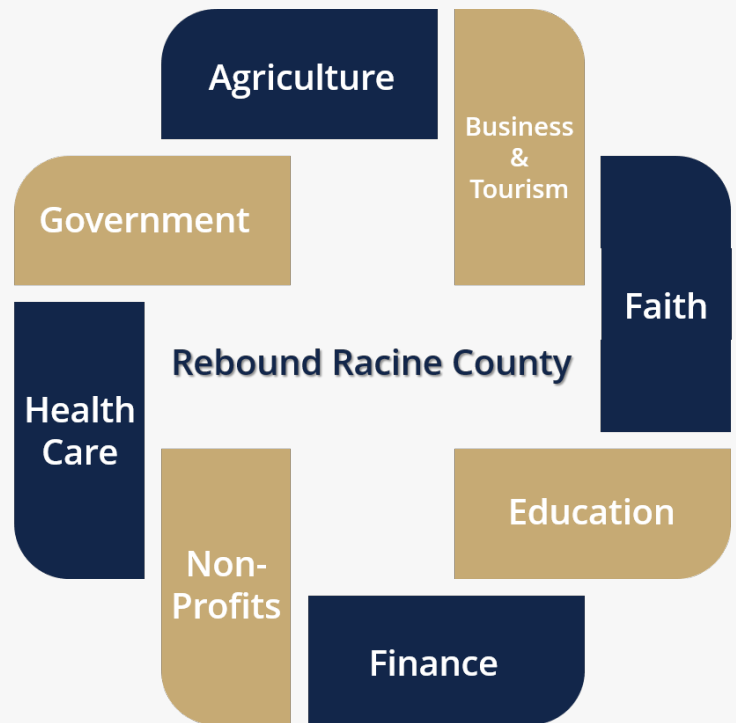 Agriculture
Business
&
Tourism
Government
Faith
Rebound Racine County
Health
Care
Education
Non-
Profits
Finance